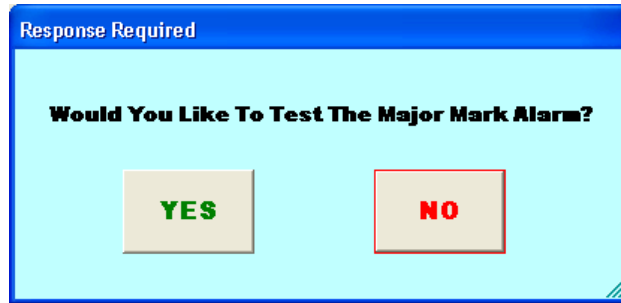 Response Required
Would You Like To Test The Major Mark Alarm?
YES
NO